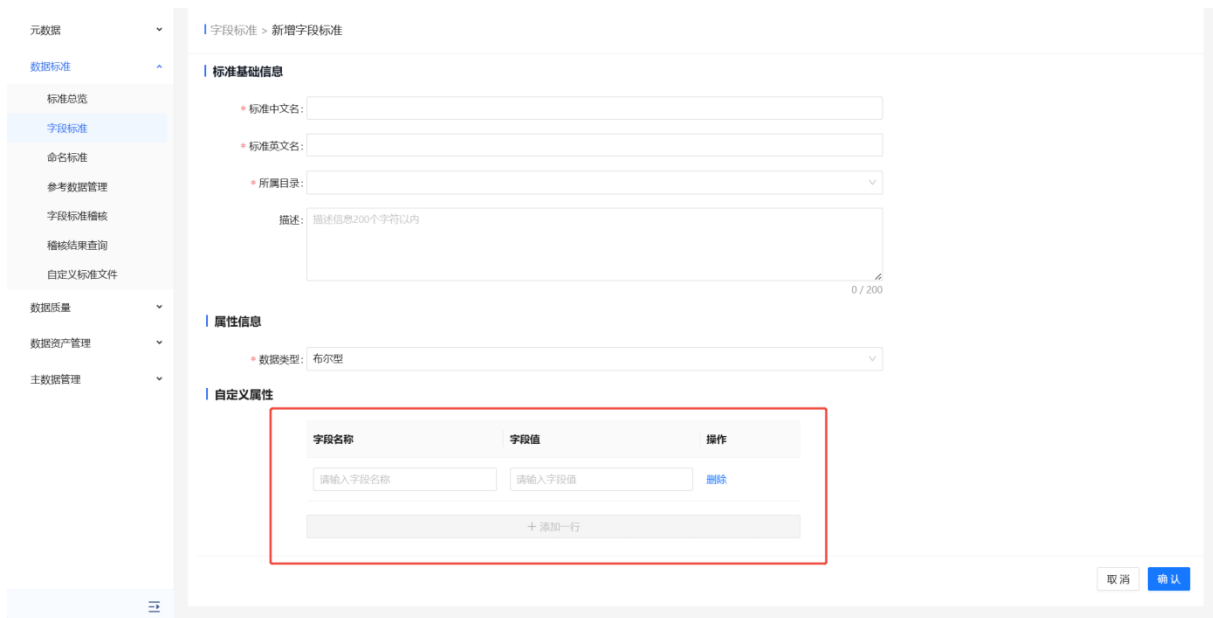 元数据
数据标准
标准总览
字段标准
命名标准
参考数据管理
字段标准稽核
稽核结果查询
自定义标准文件
数据质量
数据资产管理
主数据管理
字段标准 > 新增字段标准
标准基础信息
* 标准中文名:
* 标准英文名:
* 所属目录:
描述: 描述信息200个字符以内
0 / 200
属性信息
* 数据类型: 布尔型
自定义属性
字段名称 字段值 操作
请输入字段名称 请输入字段值 删除
+ 添加一行
取消 确认